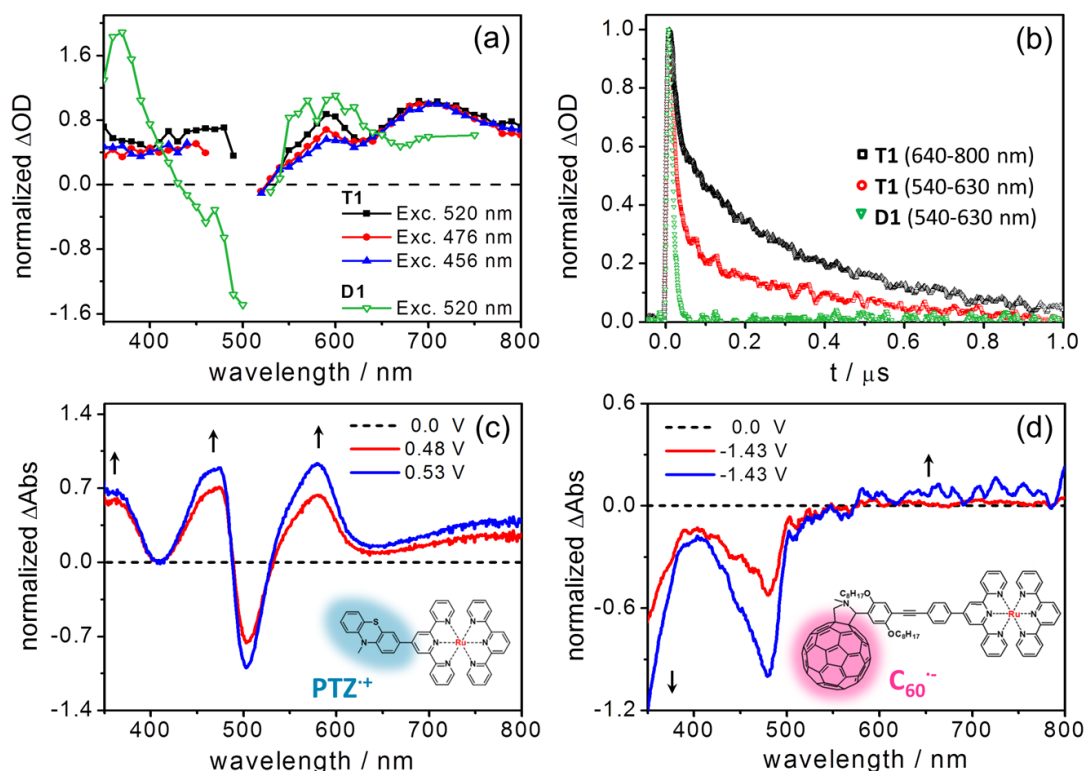 (a)
normalized ΔOD
1.6
0.8
0.0
-0.8
-1.6
T1
Exc. 520 nm
Exc. 476 nm
Exc. 456 nm
D1
Exc. 520 nm
400 500 600 700 800
wavelength / nm
(b)
normalized ΔOD
1.0
0.8
0.6
0.4
0.2
0.0
T1 (640-800 nm)
T1 (540-630 nm)
D1 (540-630 nm)
0.0 0.2 0.4 0.6 0.8 1.0
t / μs
(c)
normalized ΔAbs
1.4
0.7
0.0
-0.7
-1.4
0.0 V
0.48 V
0.53 V
S
N
N
N
N
Ru
N
N
N
PTZ·+
400 500 600 700 800
wavelength / nm
(d)
normalized ΔAbs
0.6
0.0
-0.6
-1.2
0.0 V
-1.43 V
-1.43 V
C8H17O
N
OC8H17
N
N
N
Ru
N
N
N
C60·-
400 500 600 700 800
wavelength / nm